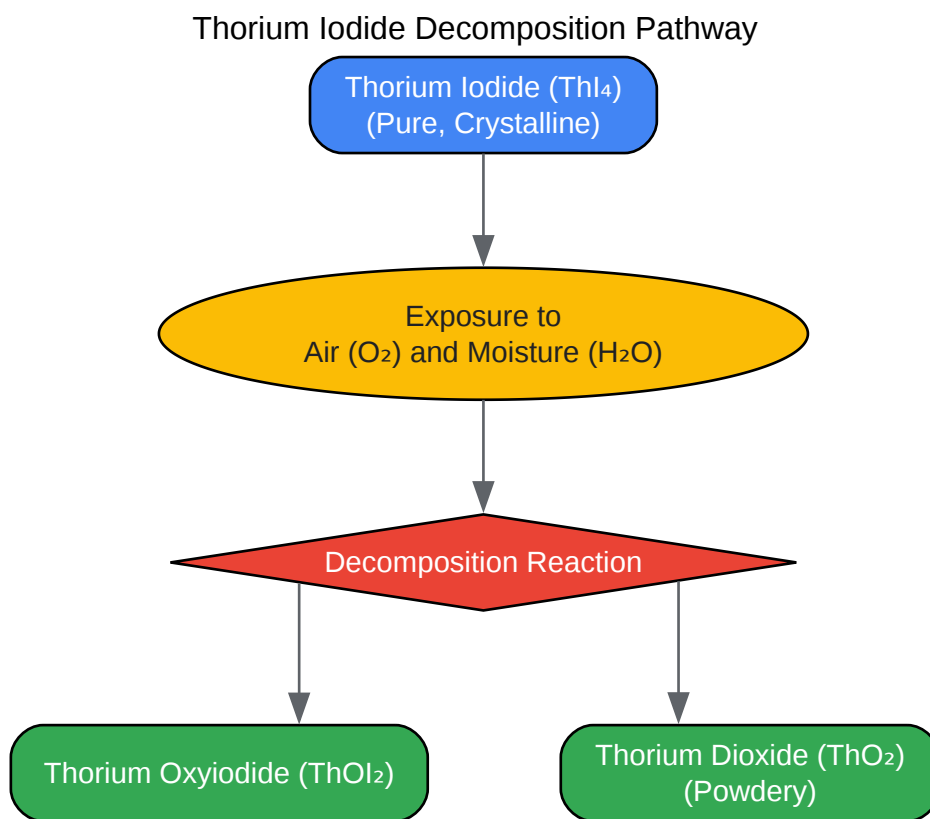 Thorium Iodide Decomposition Pathway
Thorium Iodide (ThI₄)
(Pure, Crystalline)
Exposure to
Air (O₂) and Moisture (H₂O)
Decomposition Reaction
Thorium Oxyiodide (ThOI₂)
Thorium Dioxide (ThO₂)
(Powdery)